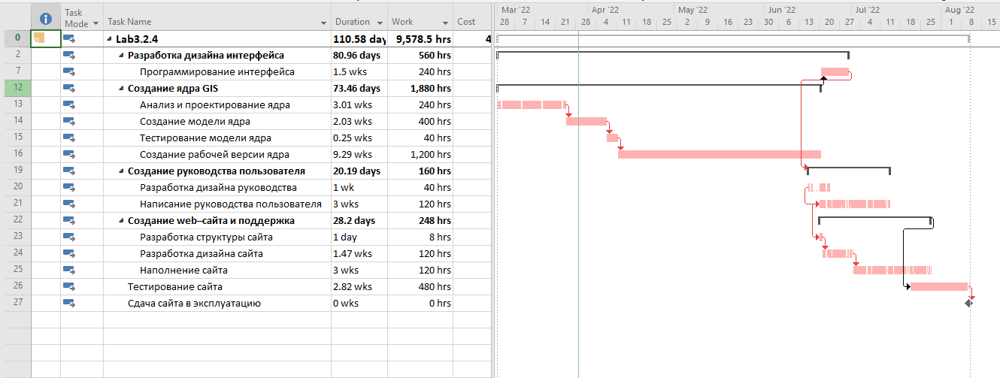 Task Mode Task Name Duration Work Cost
Mar '22 Apr '22 May '22 Jun '22 Jul '22 Aug '22
28 7 14 21 28 4 11 18 25 2 9 16 23 30 6 13 20 27 4 11 18 25 1 8 15
0 Lab3.2.4 110.58 day 9,578.5 hrs 4
2 Разработка дизайна интерфейса 80.96 days 560 hrs
7 Программирование интерфейса 1.5 wks 240 hrs
12 Создание ядра GIS 73.46 days 1,880 hrs
13 Анализ и проектирование ядра 3.01 wks 240 hrs
14 Создание модели ядра 2.03 wks 400 hrs
15 Тестирование модели ядра 0.25 wks 40 hrs
16 Создание рабочей версии ядра 9.29 wks 1,200 hrs
19 Создание руководства пользователя 20.19 days 160 hrs
20 Разработка дизайна руководства 1 wk 40 hrs
21 Написание руководства пользователя 3 wks 120 hrs
22 Создание web–сайта и поддержка 28.2 days 248 hrs
23 Разработка структуры сайта 1 day 8 hrs
24 Разработка дизайна сайта 1.47 wks 120 hrs
25 Наполнение сайта 3 wks 120 hrs
26 Тестирование сайта 2.82 wks 480 hrs
27 Сдача сайта в эксплуатацию 0 wks 0 hrs